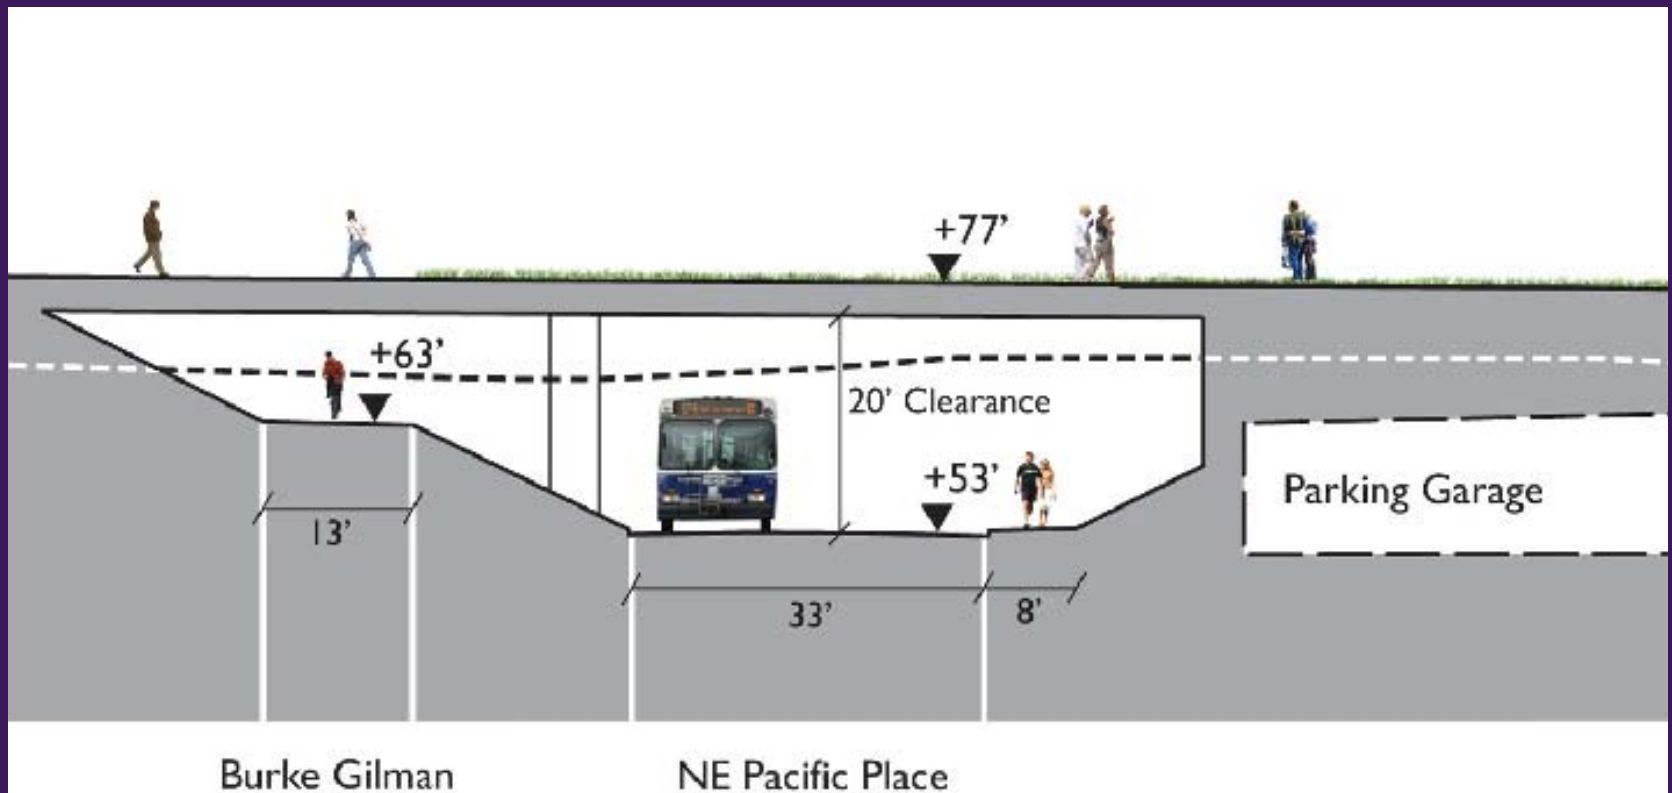 +77’
+63’
20’ Clearance
+53’
Parking Garage
13’
33’
8’
Burke Gilman
NE Pacific Place